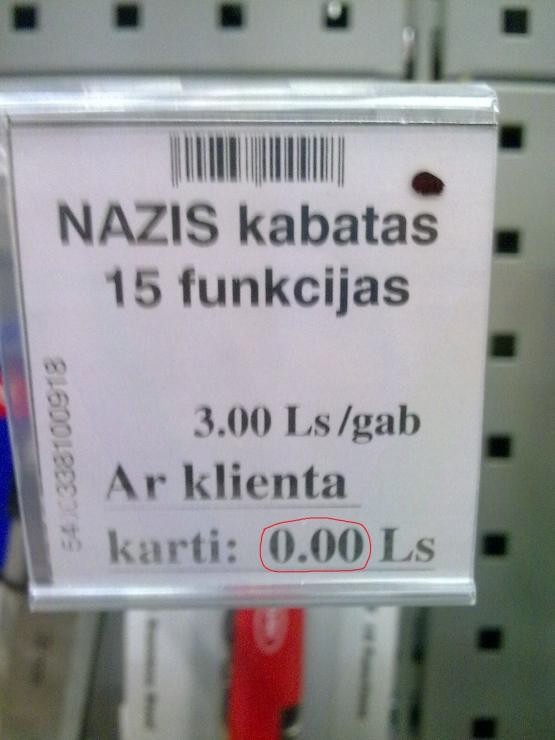 NAZIS kabatas
15 funkcijas
3.00 Ls/gab
Ar klienta
karti: 0.00 Ls